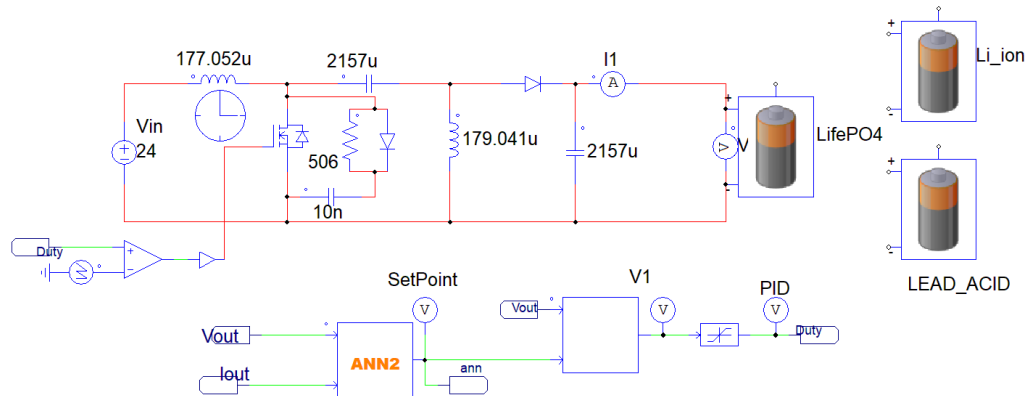 177.052u
2157u
I1
A
+
Li_ion
-
Vin
24
+
-
506
179.041u
2157u
+
V
V
-
LifePO4
10n
Duty
+
-
+
-
LEAD_ACID
SetPoint
V
V1
V
PID
V
Vout
Vout
Duty
ANN2
ann
Iout